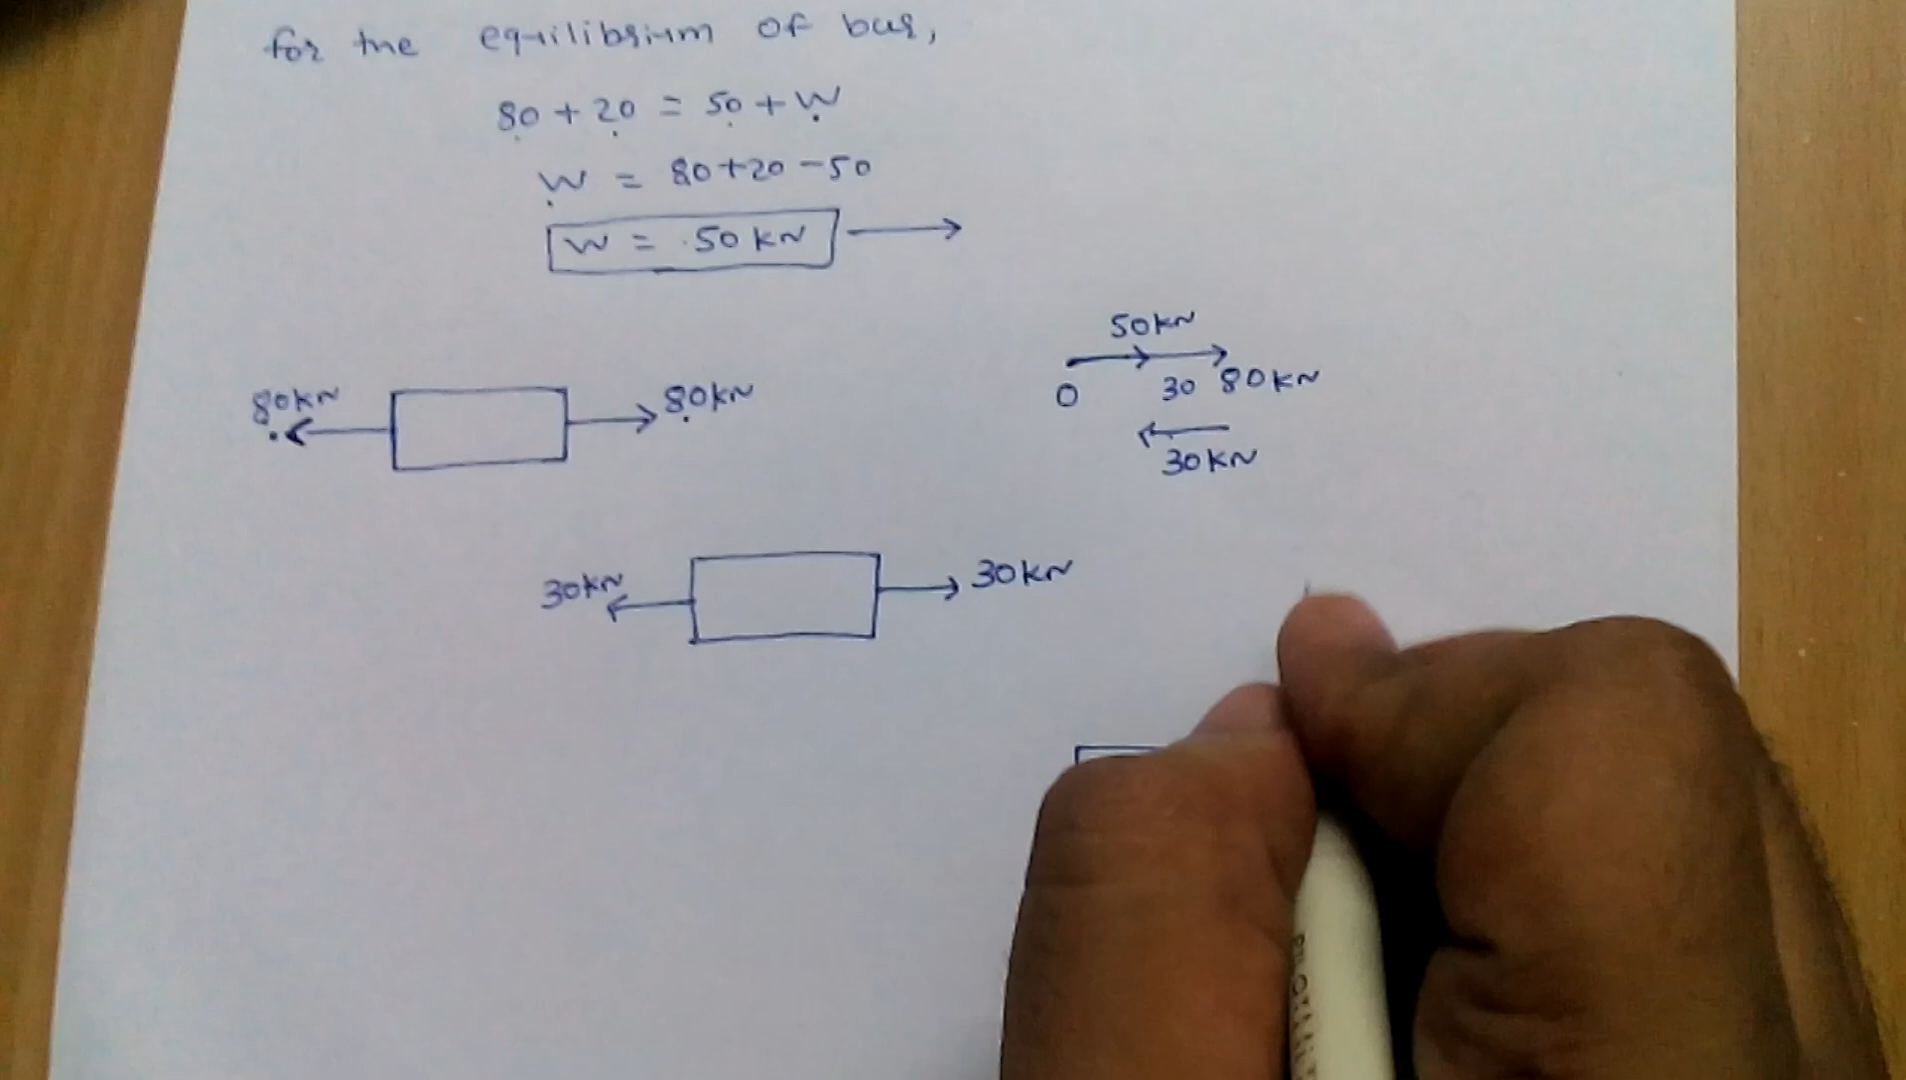 for the equilibrium of bar,
80 + 20 = 50 + W
W = 80+20-50
W = 50 kN
50kN
0 30 80kN
30kN
80kN 80kN
30kN 30kN